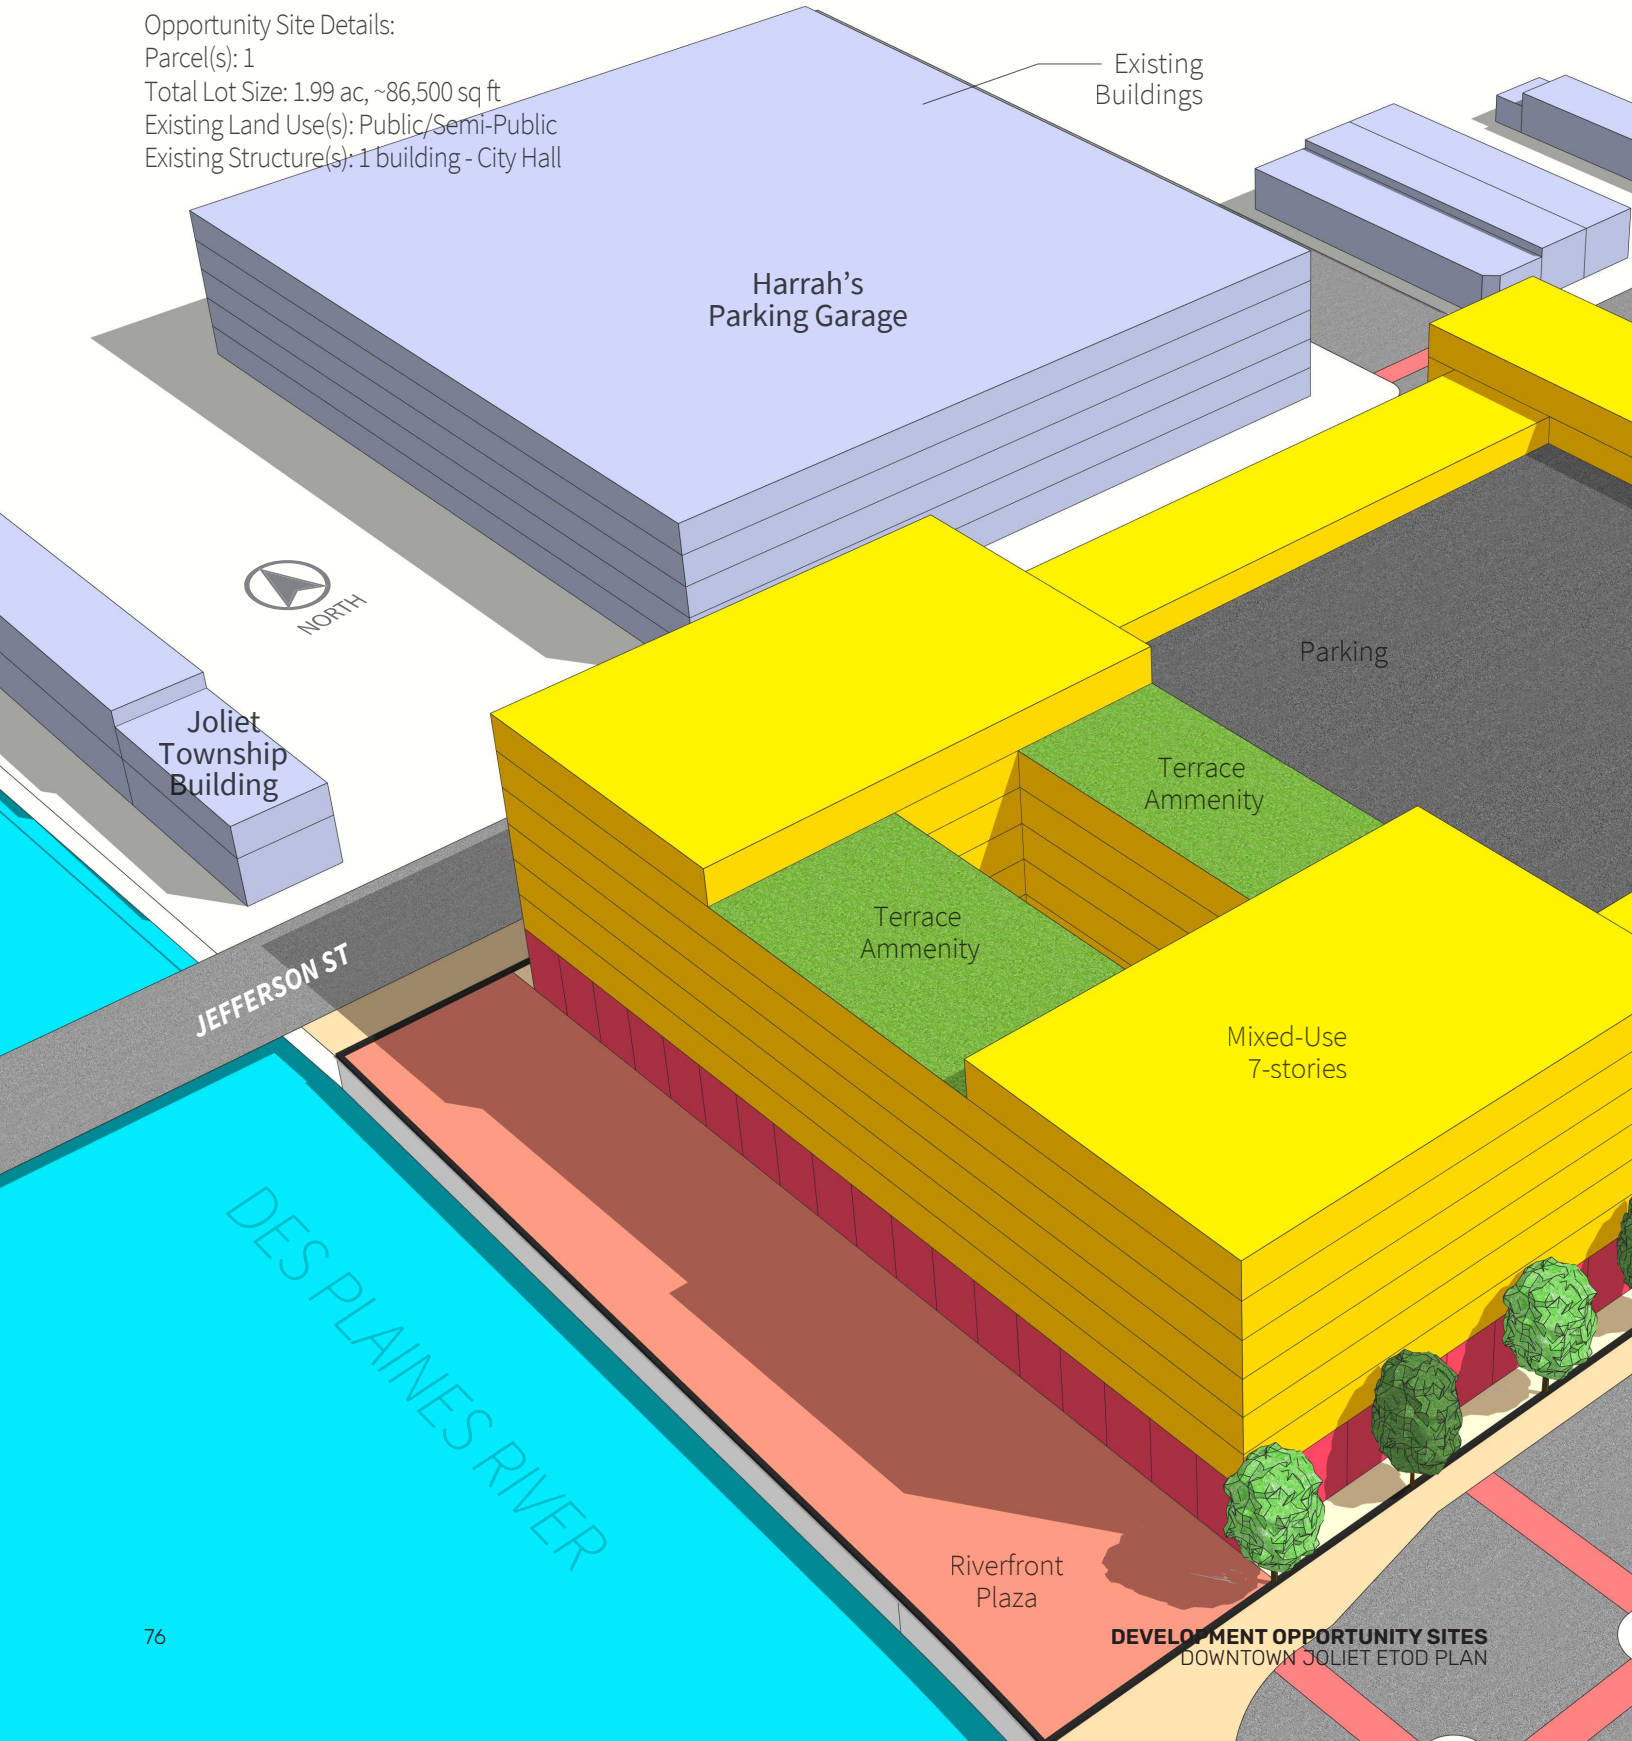 Opportunity Site Details:
Parcel(s): 1
Total Lot Size: 1.99 ac, ~86,500 sq ft
Existing Land Use(s): Public/Semi-Public
Existing Structure(s): 1 building - City Hall
Existing
Buildings
Harrah's
Parking Garage
NORTH
Parking
Joliet
Township
Building
Terrace
Ammenity
Terrace
Ammenity
JEFFERSON ST
Mixed-Use
7-stories
DES PLAINES RIVER
Riverfront
Plaza
76
DEVELOPMENT OPPORTUNITY SITES
DOWNTOWN JOLIET ETOD PLAN